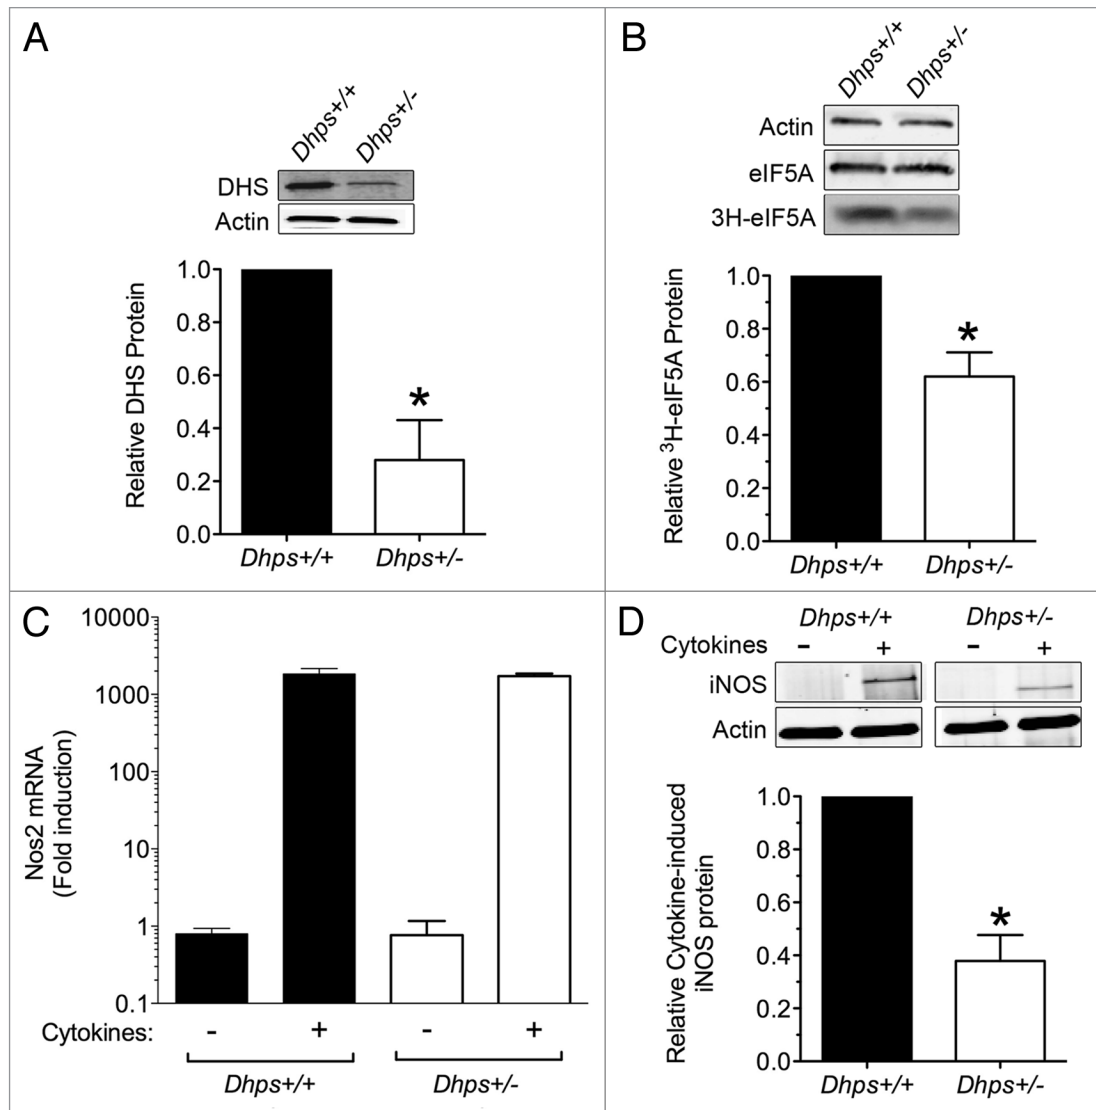 A
Dhps+/+ Dhps+/-
DHS
Actin
Relative DHS Protein
1.0
0.8
0.6
0.4
0.2
0.0
*
Dhps+/+ Dhps+/-
B
Dhps+/+ Dhps+/-
Actin
eIF5A
3H-eIF5A
Relative ³H-eIF5A Protein
1.0
0.8
0.6
0.4
0.2
0.0
*
Dhps+/+ Dhps+/-
C
Nos2 mRNA
(Fold induction)
10000
1000
100
10
1
0.1
Cytokines: - + - +
Dhps+/+ Dhps+/-
D
Dhps+/+ Dhps+/-
Cytokines - + - +
iNOS
Actin
Relative Cytokine-induced
iNOS protein
1.0
0.8
0.6
0.4
0.2
0.0
*
Dhps+/+ Dhps+/-